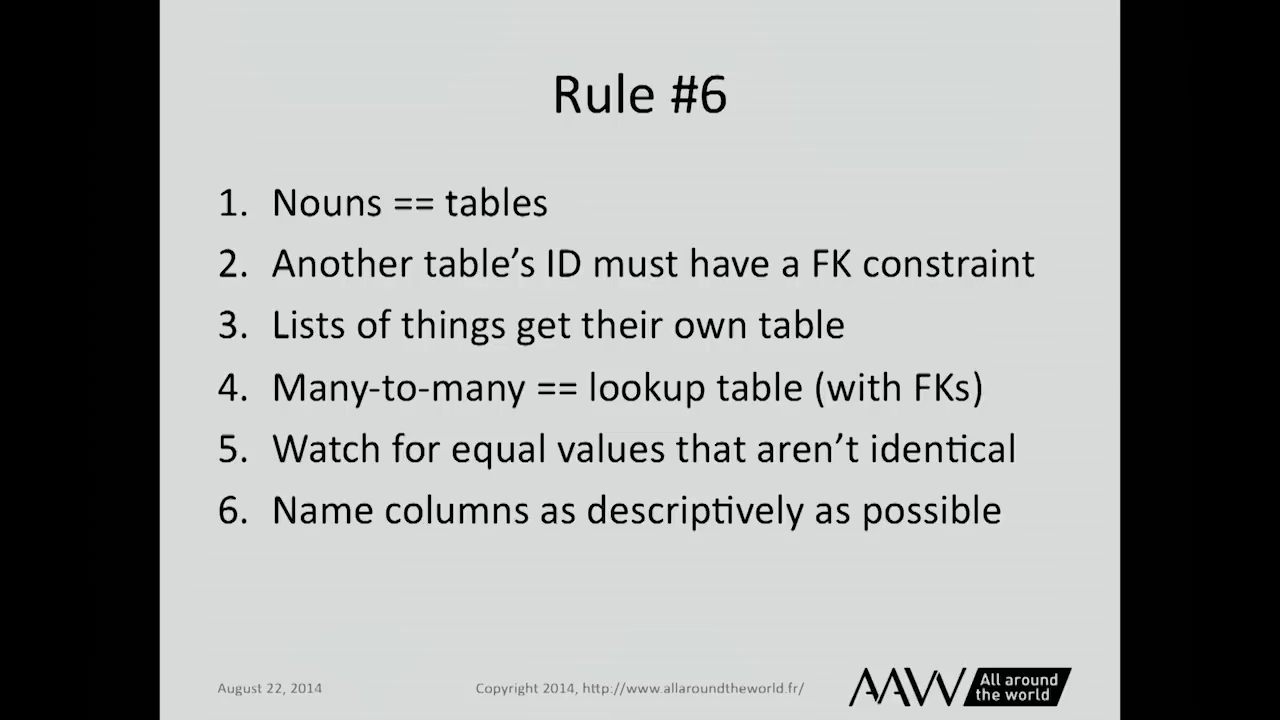 Rule #6
1. Nouns == tables
2. Another table’s ID must have a FK constraint
3. Lists of things get their own table
4. Many-to-many == lookup table (with FKs)
5. Watch for equal values that aren’t identical
6. Name columns as descriptively as possible
August 22, 2014
Copyright 2014, http://www.allaroundtheworld.fr/
AAW All around
the world